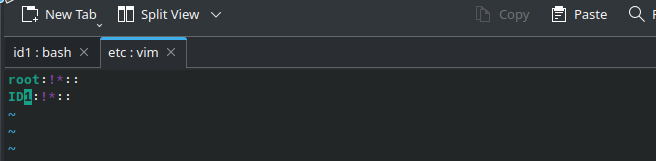 New Tab Split View Copy Paste F
id1 : bash etc : vim
root:!*::
ID1:!*::
~
~
~